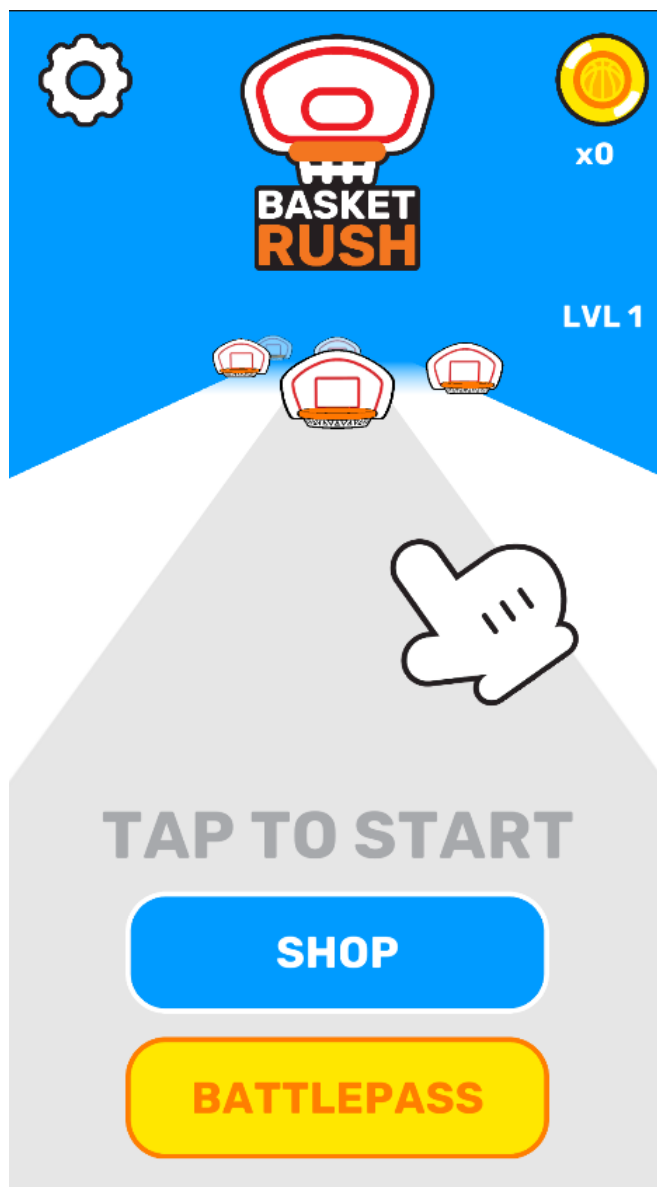 BASKET
RUSH
x0
LVL 1
TAP TO START
SHOP
BATTLEPASS